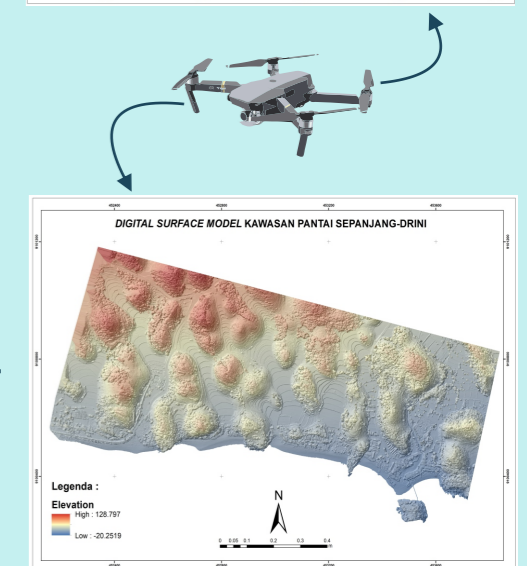 DIGITAL SURFACE MODEL KAWASAN PANTAI SEPANJANG-DRINI
Legenda :
Elevation
High : 128.797
Low : -20.2519
N
0 0.05 0.1 0.2 0.3 0.4